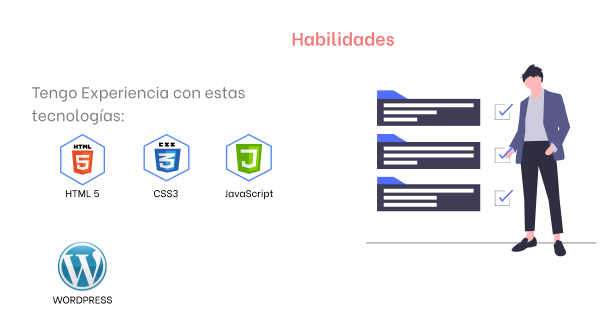 Habilidades
Tengo Experiencia con estas
tecnologías:
HTML
5
CSS
3
J
HTML 5
CSS3
JavaScript
W
WORDPRESS